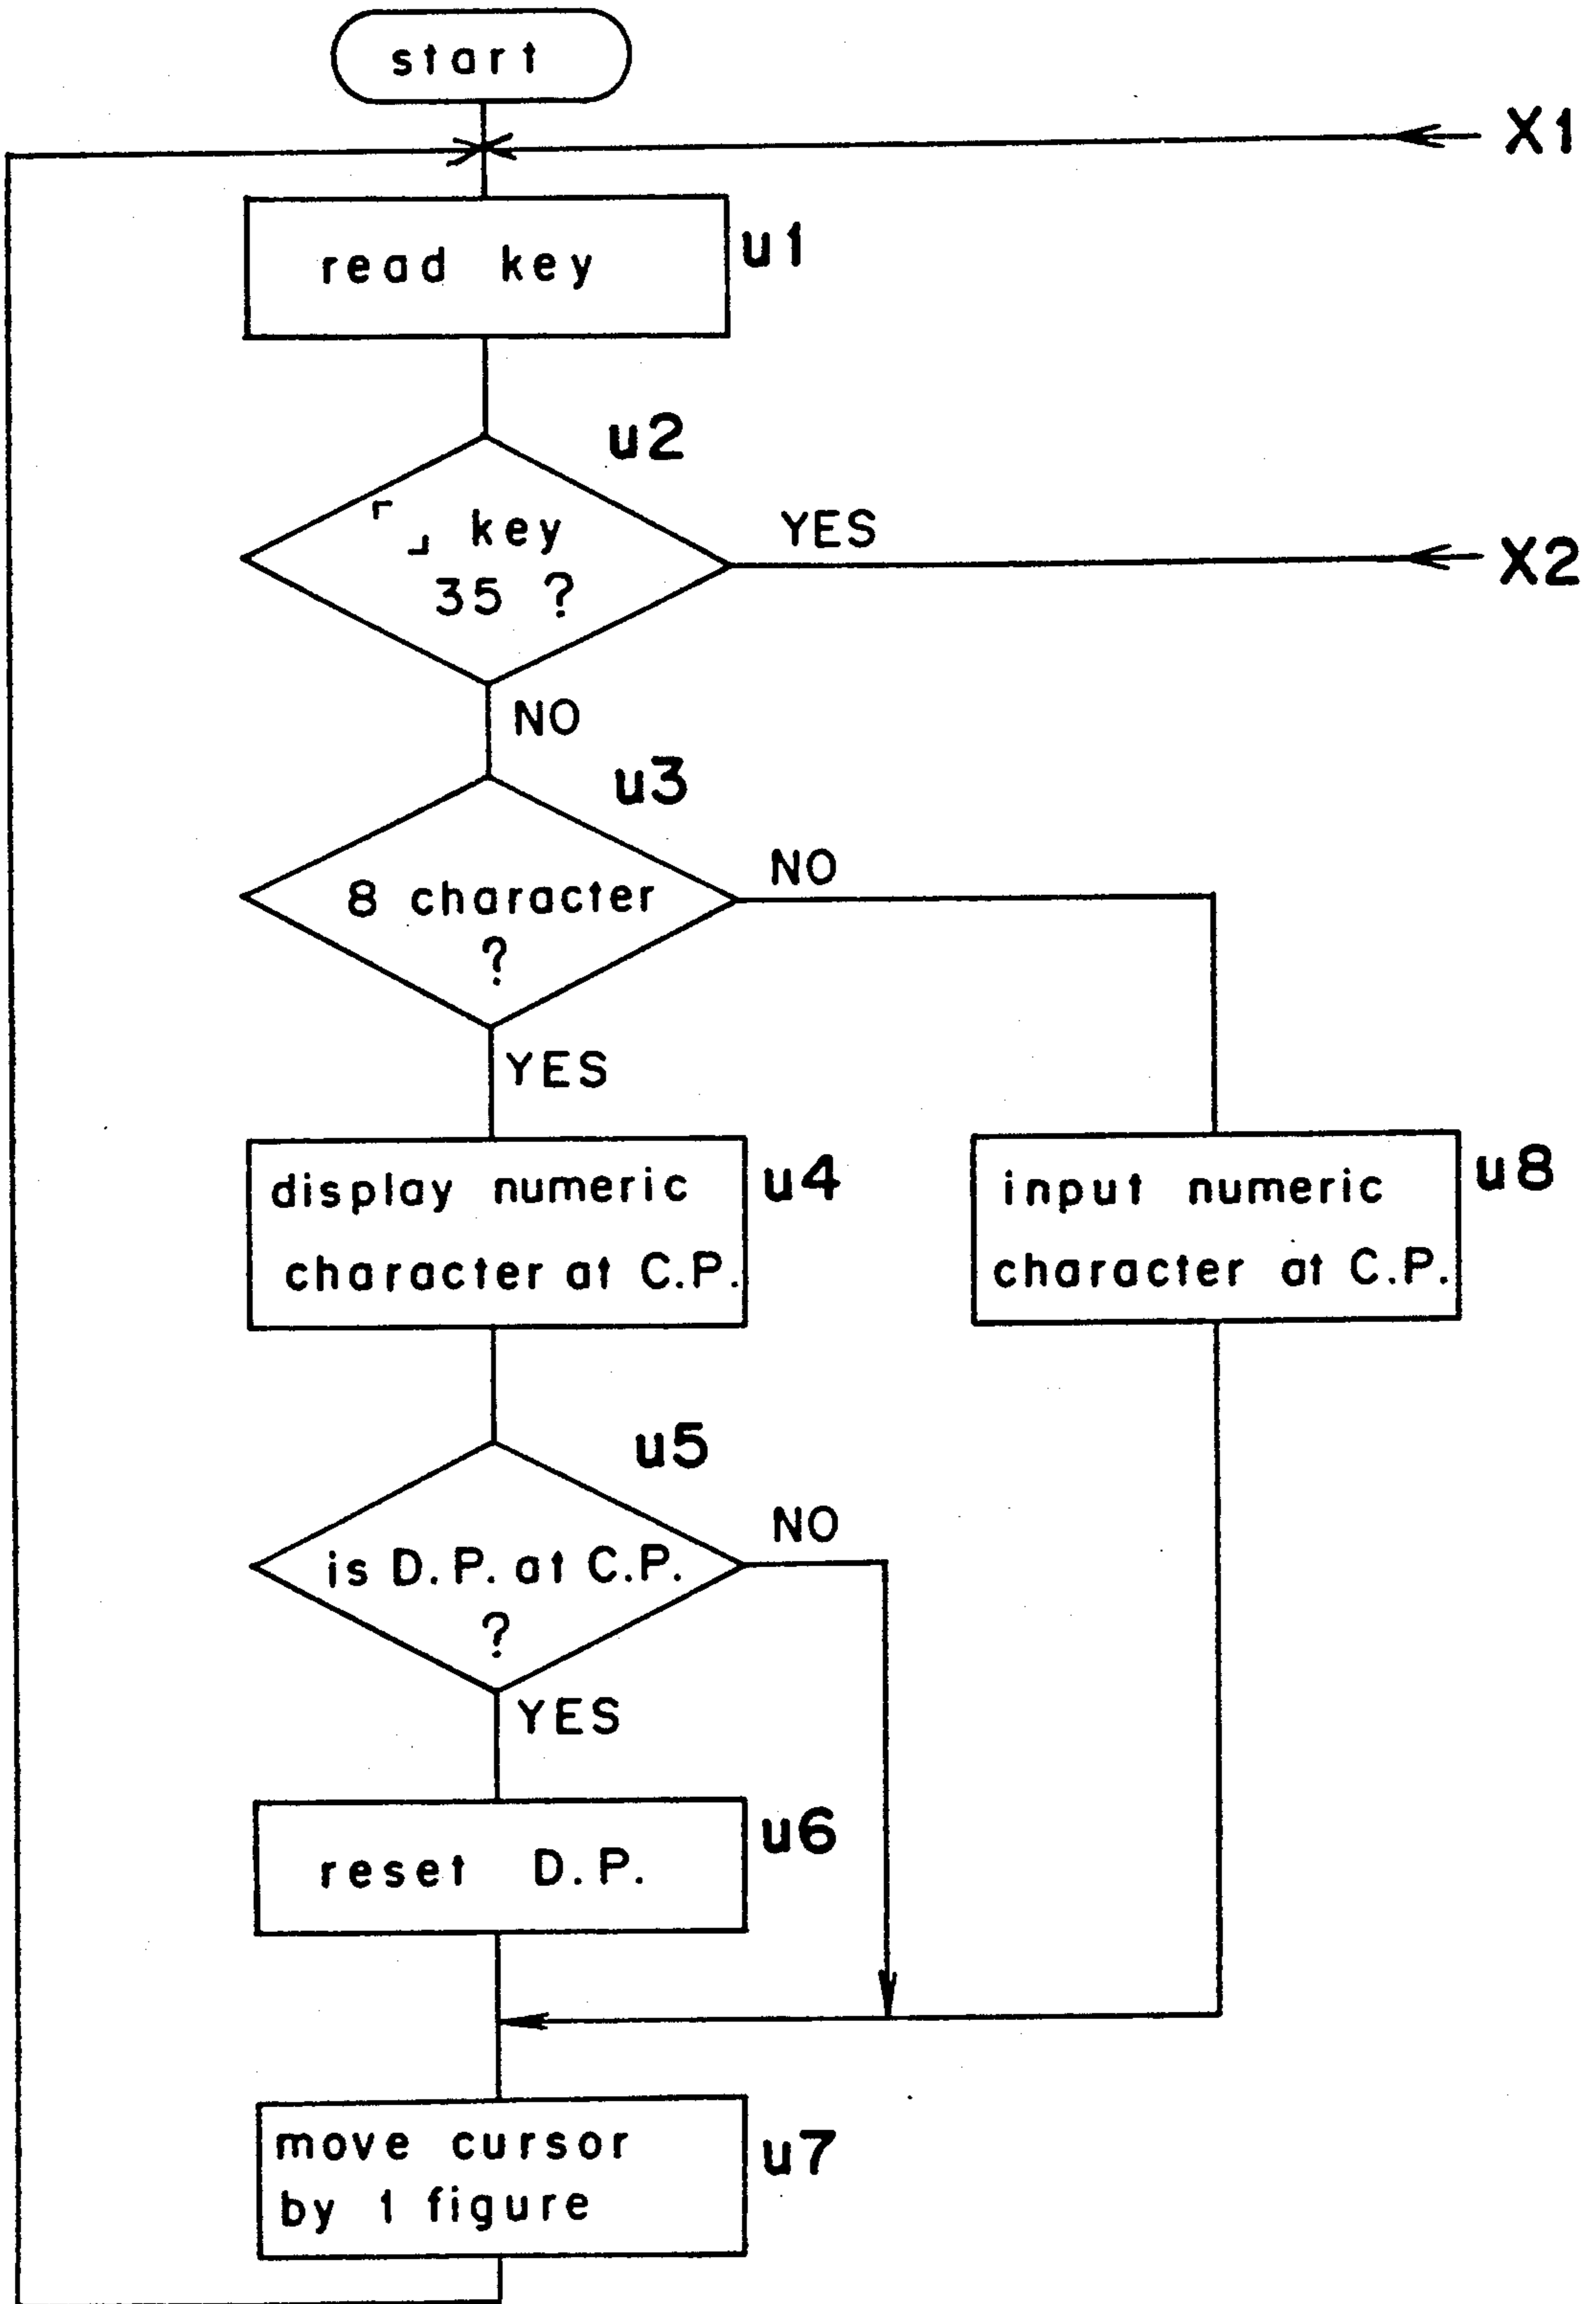 start
X1
read key
u1
u2
「 」 key
35 ?
YES
X2
NO
u3
8 character
?
NO
YES
display numeric
character at C.P.
u4
input numeric
character at C.P.
u8
u5
is D.P. at C.P.
?
NO
YES
reset D.P.
u6
move cursor
by 1 figure
u7